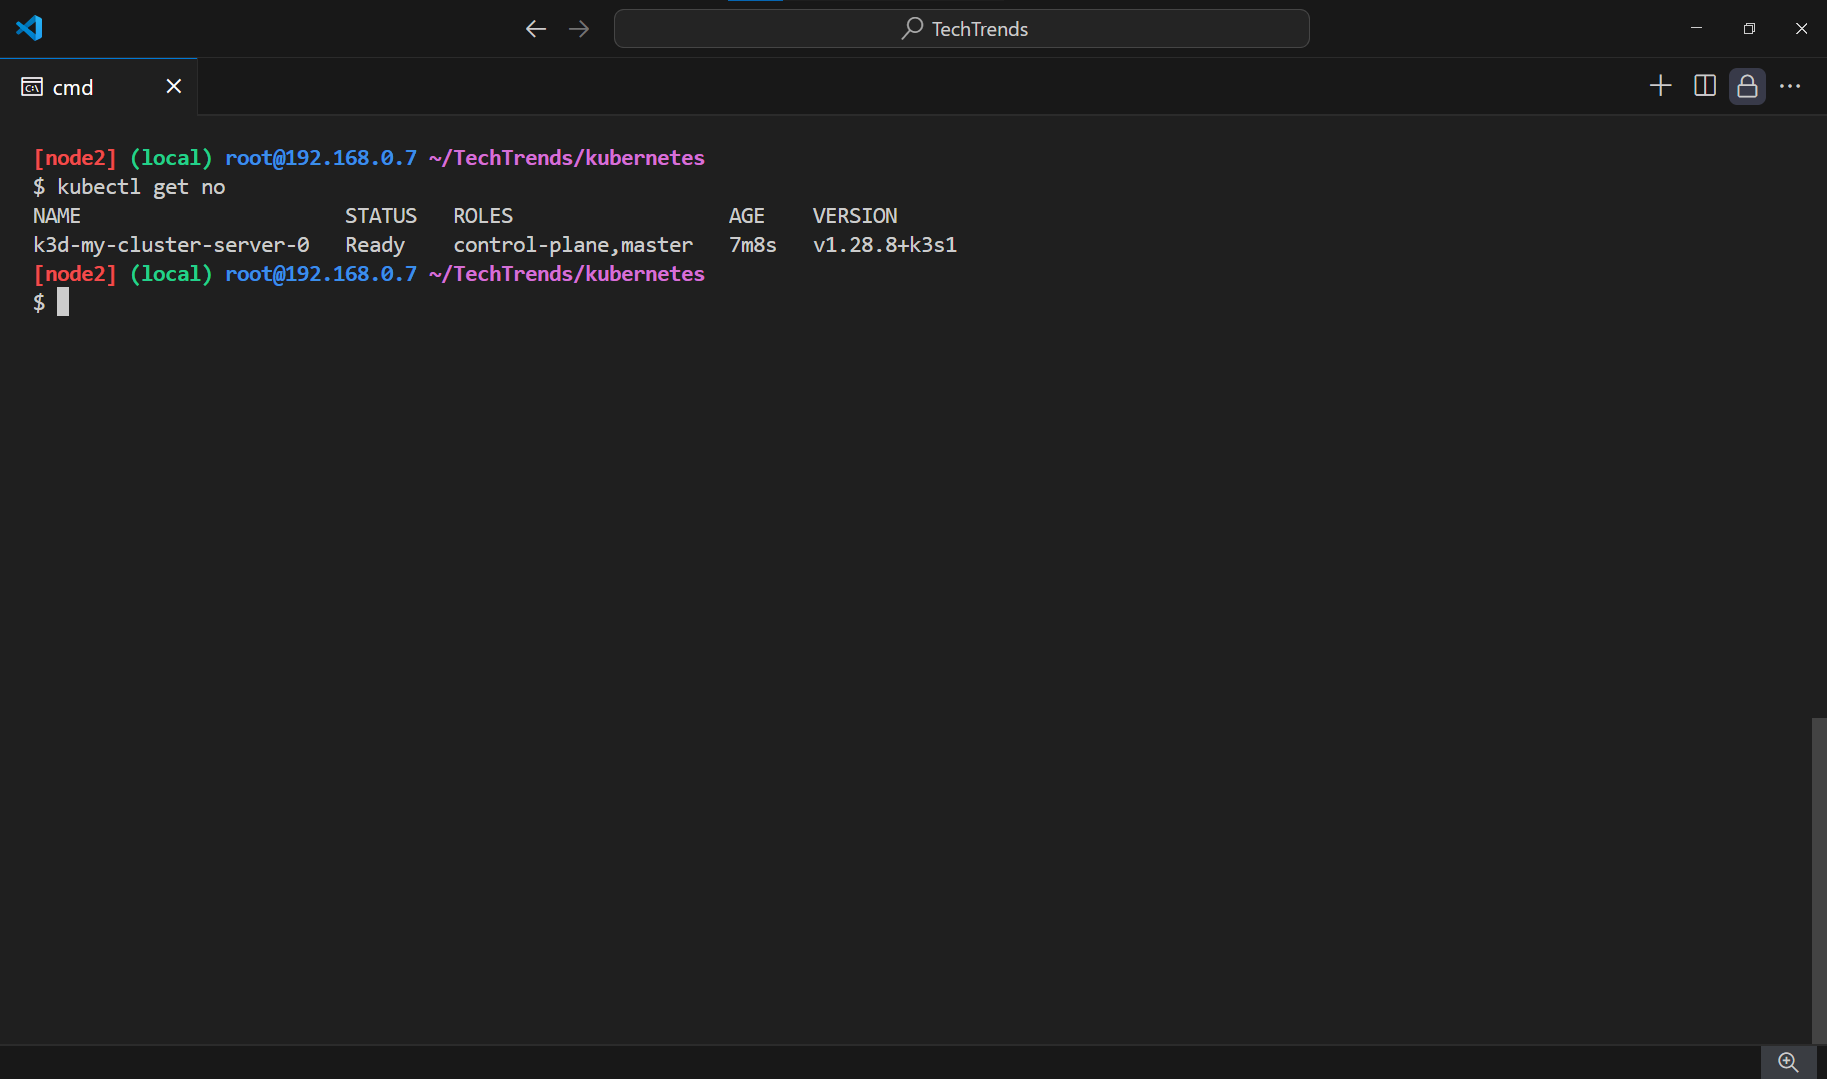 TechTrends
cmd
[node2] (local) root@192.168.0.7 ~/TechTrends/kubernetes
$ kubectl get no
NAME STATUS ROLES AGE VERSION
k3d-my-cluster-server-0 Ready control-plane,master 7m8s v1.28.8+k3s1
[node2] (local) root@192.168.0.7 ~/TechTrends/kubernetes
$